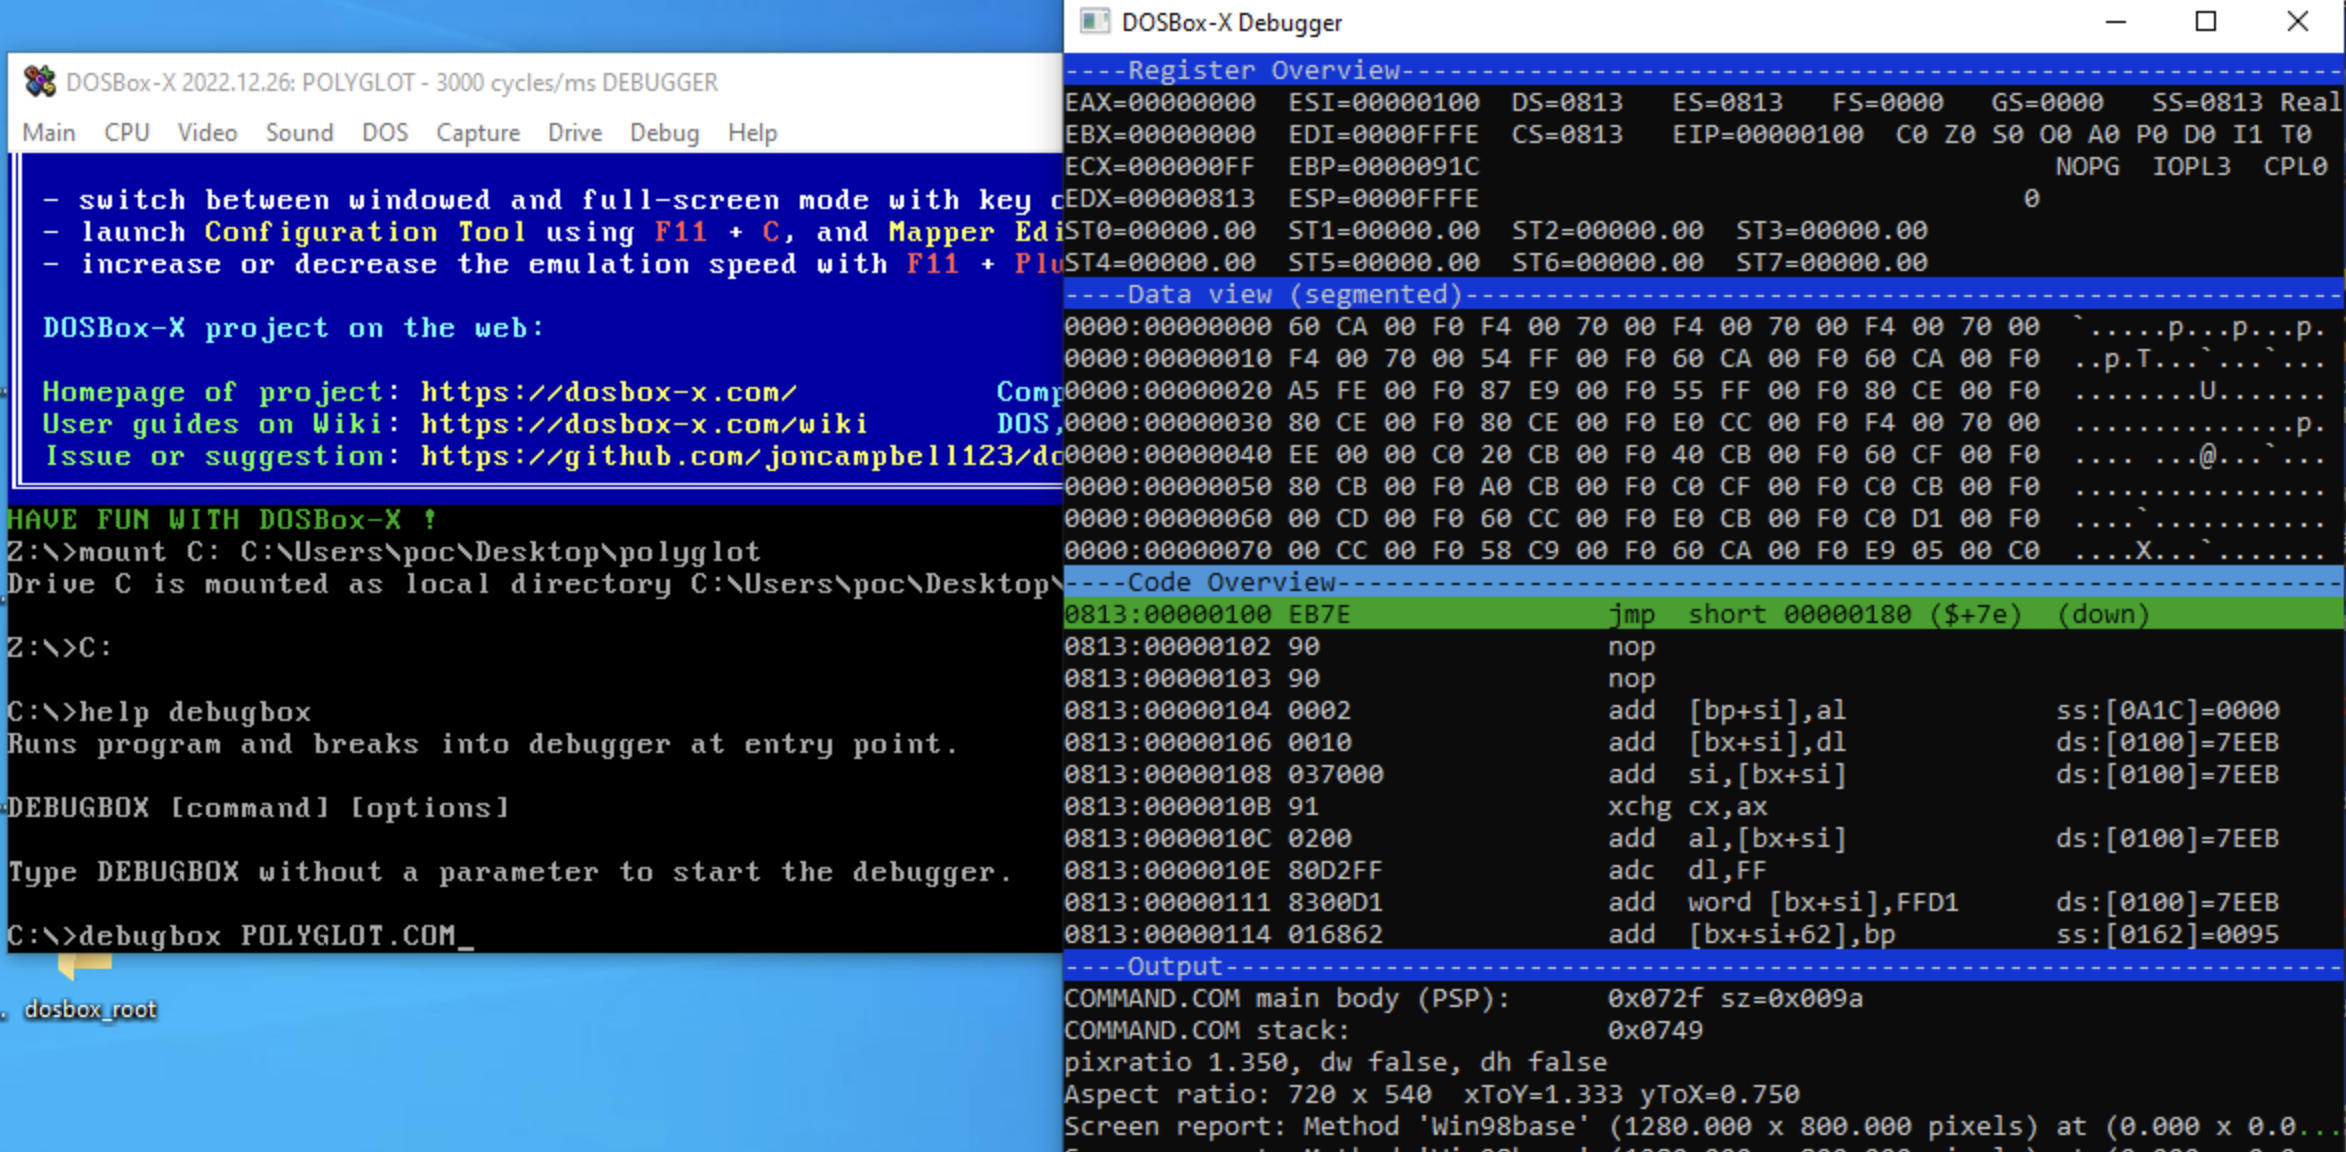 DOSBox-X 2022.12.26: POLYGLOT - 3000 cycles/ms DEBUGGER
Main CPU Video Sound DOS Capture Drive Debug Help
- switch between windowed and full-screen mode with key
- launch Configuration Tool using F11 + C, and Mapper Edi
- increase or decrease the emulation speed with F11 + Plu
DOSBox-X project on the web:
Homepage of project: https://dosbox-x.com/ Comp
User guides on Wiki: https://dosbox-x.com/wiki DOS,
Issue or suggestion: https://github.com/joncampbell123/do
HAVE FUN WITH DOSBox-X !
Z:\>mount C: C:\Users\poc\Desktop\polyglot
Drive C is mounted as local directory C:\Users\poc\Desktop\
Z:\>C:
C:\>help debugbox
Runs program and breaks into debugger at entry point.
DEBUGBOX [command] [options]
Type DEBUGBOX without a parameter to start the debugger.
C:\>debugbox POLYGLOT.COM_
dosbox_root
DOSBox-X Debugger
----Register Overview----------------------------------------------------------
EAX=00000000 ESI=00000100 DS=0813 ES=0813 FS=0000 GS=0000 SS=0813 Real
EBX=00000000 EDI=0000FFFE CS=0813 EIP=00000100 C0 Z0 S0 O0 A0 P0 D0 I1 T0
ECX=000000FF EBP=0000091C NOPG IOPL3 CPL0
EDX=00000813 ESP=0000FFFE 0
ST0=00000.00 ST1=00000.00 ST2=00000.00 ST3=00000.00
ST4=00000.00 ST5=00000.00 ST6=00000.00 ST7=00000.00
----Data view (segmented)------------------------------------------------------
0000:00000000 60 CA 00 F0 F4 00 70 00 F4 00 70 00 F4 00 70 00 `.....p...p...p.
0000:00000010 F4 00 70 00 54 FF 00 F0 60 CA 00 F0 60 CA 00 F0 ..p.T...`...`...
0000:00000020 A5 FE 00 F0 87 E9 00 F0 55 FF 00 F0 80 CE 00 F0 ........U.......
0000:00000030 80 CE 00 F0 80 CE 00 F0 E0 CC 00 F0 F4 00 70 00 ..............p.
0000:00000040 EE 00 00 C0 20 CB 00 F0 40 CB 00 F0 60 CF 00 F0 .... ...@...`...
0000:00000050 80 CB 00 F0 A0 CB 00 F0 C0 CF 00 F0 C0 CB 00 F0 ................
0000:00000060 00 CD 00 F0 60 CC 00 F0 E0 CB 00 F0 C0 D1 00 F0 ....`...........
0000:00000070 00 CC 00 F0 58 C9 00 F0 60 CA 00 F0 E9 05 00 C0 ....X...`.......
----Code Overview--------------------------------------------------------------
0813:00000100 EB7E jmp short 00000180 ($+7e) (down)
0813:00000102 90 nop
0813:00000103 90 nop
0813:00000104 0002 add [bp+si],al ss:[0A1C]=0000
0813:00000106 0010 add [bx+si],dl ds:[0100]=7EEB
0813:00000108 037000 add si,[bx+si] ds:[0100]=7EEB
0813:0000010B 91 xchg cx,ax
0813:0000010C 0200 add al,[bx+si] ds:[0100]=7EEB
0813:0000010E 80D2FF adc dl,FF
0813:00000111 8300D1 add word [bx+si],FFD1 ds:[0100]=7EEB
0813:00000114 016862 add [bx+si+62],bp ss:[0162]=0095
----Output---------------------------------------------------------------------
COMMAND.COM main body (PSP): 0x072f sz=0x009a
COMMAND.COM stack: 0x0749
pixratio 1.350, dw false, dh false
Aspect ratio: 720 x 540 xToY=1.333 yToX=0.750
Screen report: Method 'Win98base' (1280.000 x 800.000 pixels) at (0.000 x 0.0...